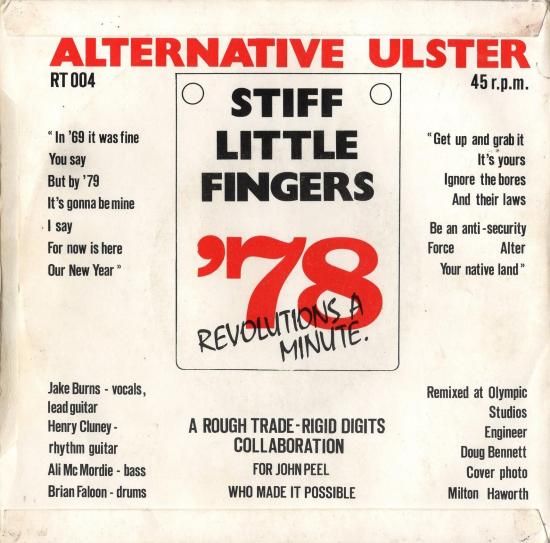 ALTERNATIVE ULSTER
RT 004
45 r.p.m.
STIFF
LITTLE
FINGERS
'78
REVOLUTIONS A
MINUTE.
“In '69 it was fine
You say
But by '79
It's gonna be mine
I say
For now is here
Our New Year”
“Get up and grab it
It's yours
Ignore the bores
And their laws
Be an anti-security
Force Alter
Your native land”
Jake Burns - vocals,
lead guitar
Henry Cluney -
rhythm guitar
Ali Mc Mordie - bass
Brian Faloon - drums
A ROUGH TRADE-RIGID DIGITS
COLLABORATION
FOR JOHN PEEL
WHO MADE IT POSSIBLE
Remixed at Olympic
Studios
Engineer
Doug Bennett
Cover photo
Milton Haworth